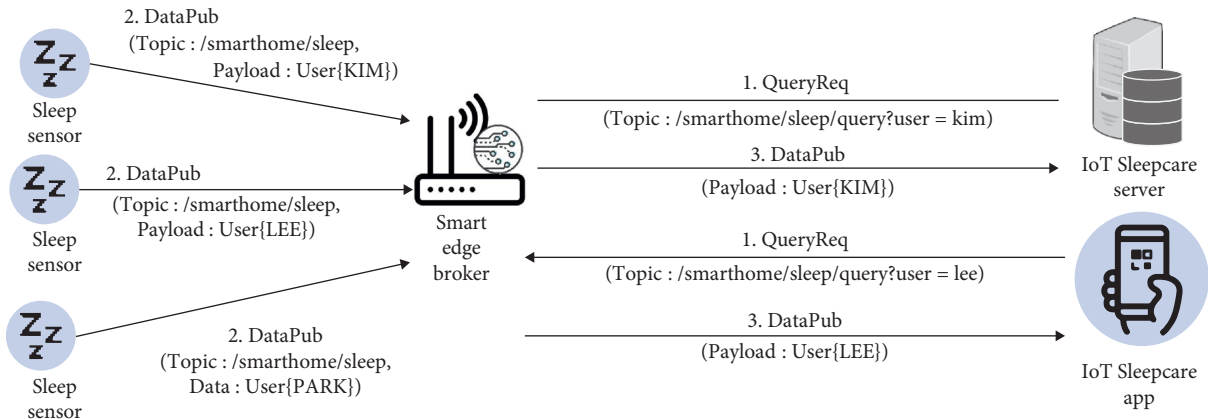 2. DataPub
(Topic : /smarthome/sleep,
Payload : User{KIM})
Sleep
sensor
2. DataPub
(Topic : /smarthome/sleep,
Payload : User{LEE})
Sleep
sensor
2. DataPub
(Topic : /smarthome/sleep,
Data : User{PARK})
Sleep
sensor
Smart
edge
broker
1. QueryReq
(Topic : /smarthome/sleep/query?user = kim)
3. DataPub
(Payload : User{KIM})
IoT Sleepcare
server
1. QueryReq
(Topic : /smarthome/sleep/query?user = lee)
3. DataPub
(Payload : User{LEE})
IoT Sleepcare
app